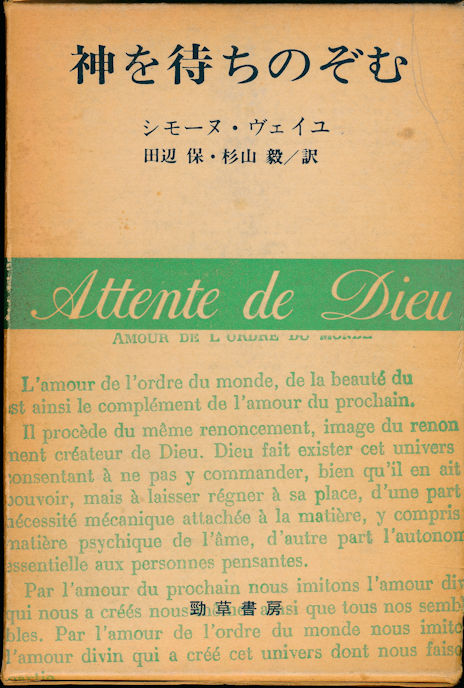 神を待ちのぞむ
シモーヌ・ヴェイユ
田辺 保・杉山 毅／訳
Attente de Dieu
AMOUR DE L'ORDRE DU MONDE
L'amour de l'ordre du monde, de la beauté du
st ainsi le complément de l'amour du prochain.
Il procède du même renoncement, image du renon
ment créateur de Dieu. Dieu fait exister cet univers
consentant à ne pas y commander, bien qu'il en ait
pouvoir, mais à laisser régner à sa place, d'une part
nécessité mécanique attachée à la matière, y compris
matière psychique de l'âme, d'autre part l'autonom
essentielle aux personnes pensantes.
Par l'amour du prochain nous imitons l'amour div
qui nous a créés nous ainsi que tous nos sembl
bles. Par l'amour de l'ordre du monde nous imito
l'amour divin qui a créé cet univers dont nous faiso
勁草書房